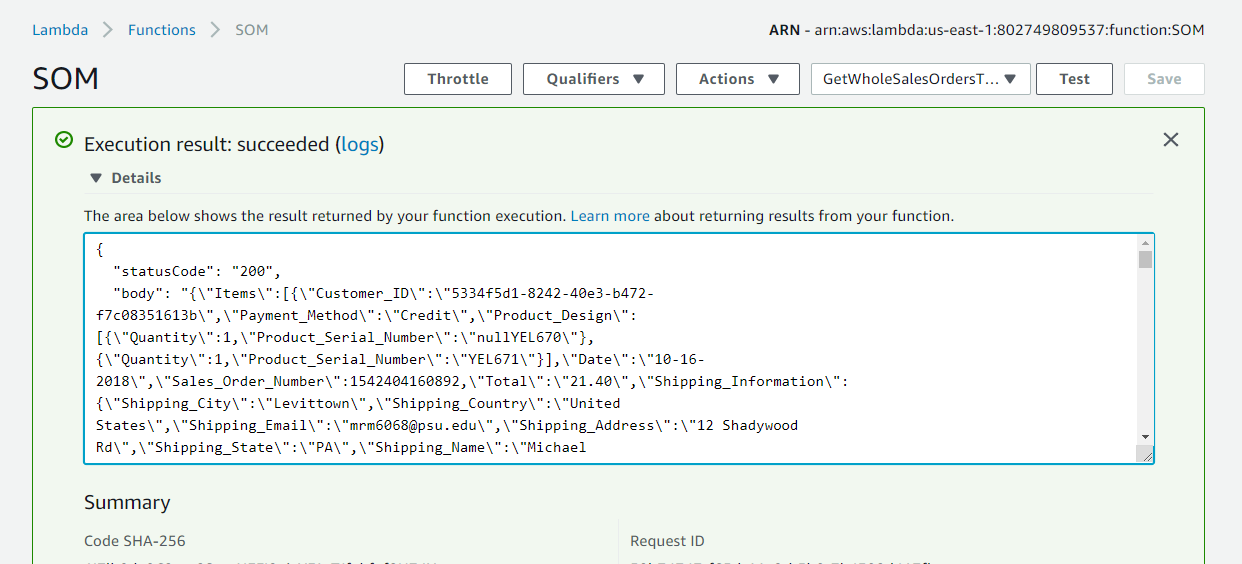 Lambda > Functions > SOM
ARN - arn:aws:lambda:us-east-1:802749809537:function:SOM
SOM
Throttle
Qualifiers
Actions
GetWholeSalesOrdersT...
Test
Save
Execution result: succeeded (logs)
Details
The area below shows the result returned by your function execution. Learn more about returning results from your function.
{
"statusCode": "200",
"body": "{\"Items\":[{\"Customer_ID\":\"5334f5d1-8242-40e3-b472-
f7c08351613b\",\"Payment_Method\":\"Credit\",\"Product_Design\":
[{\"Quantity\":1,\"Product_Serial_Number\":\"nullYEL670\"},
{\"Quantity\":1,\"Product_Serial_Number\":\"YEL671\"}],\"Date\":\"10-16-
2018\",\"Sales_Order_Number\":1542404160892,\"Total\":\"21.40\",\"Shipping_Information\":
{\"Shipping_City\":\"Levittown\",\"Shipping_Country\":\"United
States\",\"Shipping_Email\":\"mrm6068@psu.edu\",\"Shipping_Address\":\"12 Shadywood
Rd\",\"Shipping_State\":\"PA\",\"Shipping_Name\":\"Michael
Summary
Code SHA-256
Request ID